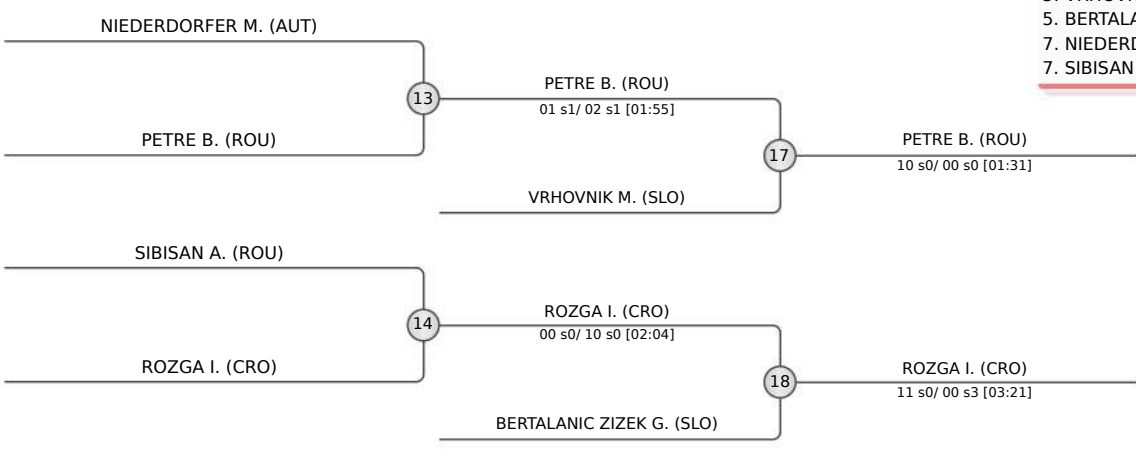 NIEDERDORFER M. (AUT)
13
PETRE B. (ROU)
01 s1/ 02 s1 [01:55]
PETRE B. (ROU)
17
PETRE B. (ROU)
10 s0/ 00 s0 [01:31]
VRHOVNIK M. (SLO)
SIBISAN A. (ROU)
14
ROZGA I. (CRO)
00 s0/ 10 s0 [02:04]
ROZGA I. (CRO)
18
ROZGA I. (CRO)
11 s0/ 00 s3 [03:21]
BERTALANIC ZIZEK G. (SLO)
5. BERTALA
7. NIEDERD
7. SIBISAN